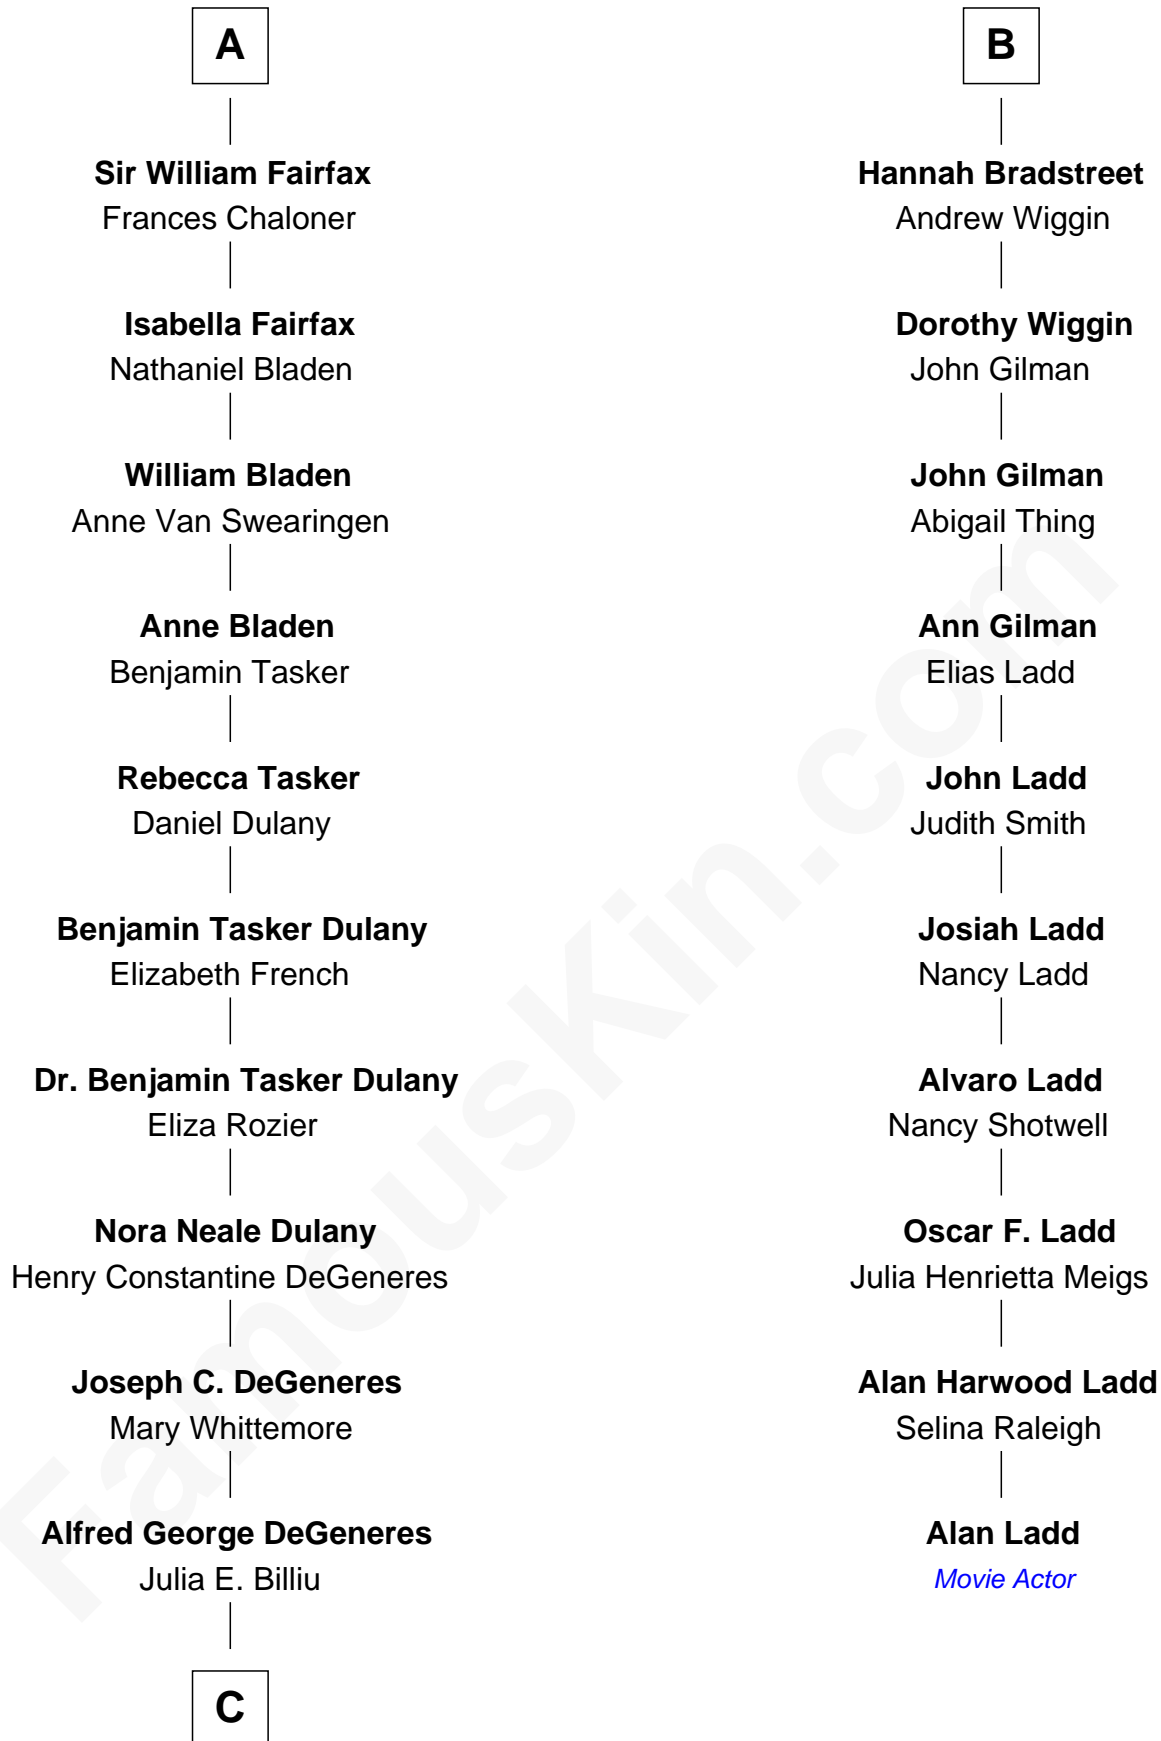 A
Sir William Fairfax
Frances Chaloner
Isabella Fairfax
Nathaniel Bladen
William Bladen
Anne Van Swearingen
Anne Bladen
Benjamin Tasker
Rebecca Tasker
Daniel Dulany
Benjamin Tasker Dulany
Elizabeth French
Dr. Benjamin Tasker Dulany
Eliza Rozier
Nora Neale Dulany
Henry Constantine DeGeneres
Joseph C. DeGeneres
Mary Whittemore
Alfred George DeGeneres
Julia E. Billiu
C
B
Hannah Bradstreet
Andrew Wiggin
Dorothy Wiggin
John Gilman
John Gilman
Abigail Thing
Ann Gilman
Elias Ladd
John Ladd
Judith Smith
Josiah Ladd
Nancy Ladd
Alvaro Ladd
Nancy Shotwell
Oscar F. Ladd
Julia Henrietta Meigs
Alan Harwood Ladd
Selina Raleigh
Alan Ladd
Movie Actor
FamousKin.com